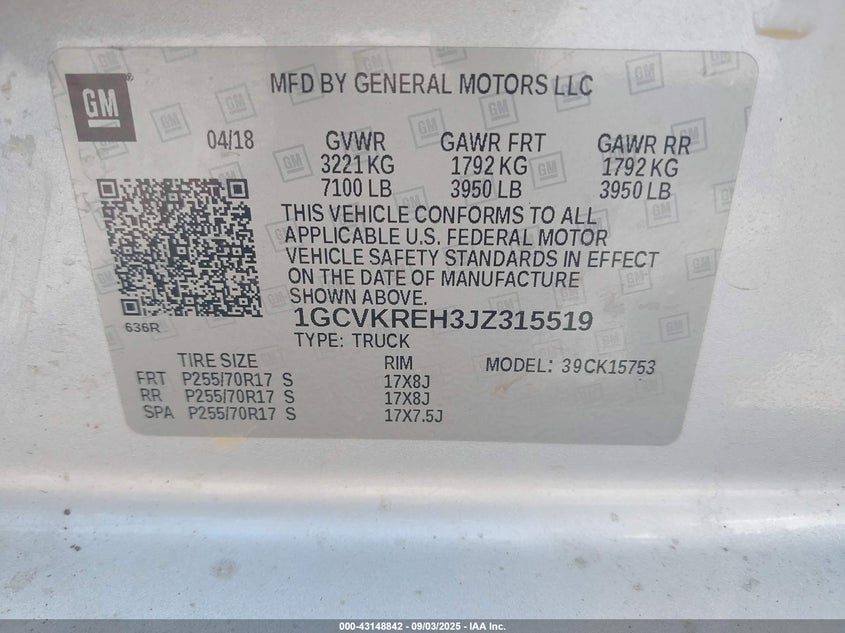 GM
MFD BY GENERAL MOTORS LLC
04/18
GVWR GAWR FRT GAWR RR
3221 KG 1792 KG 1792 KG
7100 LB 3950 LB 3950 LB
THIS VEHICLE CONFORMS TO ALL
APPLICABLE U.S. FEDERAL MOTOR
VEHICLE SAFETY STANDARDS IN EFFECT
ON THE DATE OF MANUFACTURE
SHOWN ABOVE.
636R
1GCVKREH3JZ315519
TYPE: TRUCK
TIRE SIZE RIM MODEL: 39CK15753
FRT P255/70R17 S 17X8J
RR P255/70R17 S 17X8J
SPA P255/70R17 S 17X7.5J
000-43148842 - 09/03/2025 - IAA Inc.